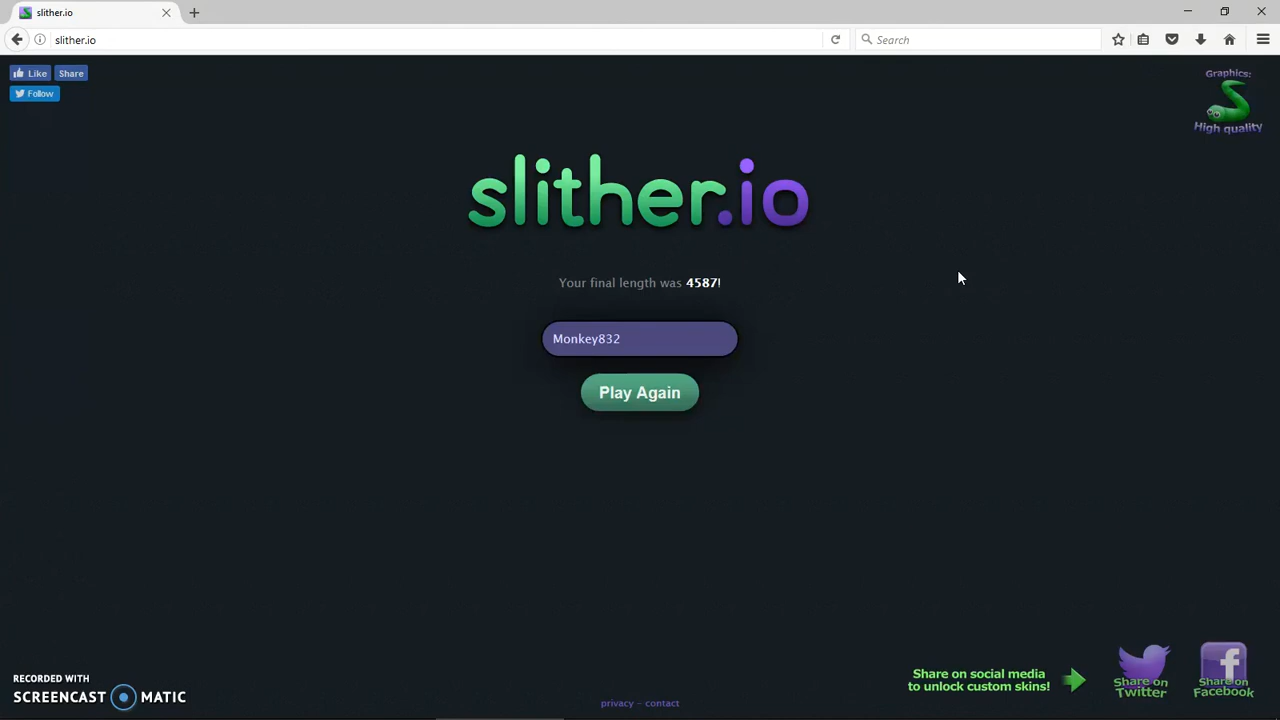 slither.io
slither.io
Search
Like Share
Follow
Graphics:
High quality
slither.io
Your final length was 4587!
Monkey832
Play Again
Share on social media
to unlock custom skins!
Share on
Twitter
Share on
Facebook
RECORDED WITH
SCREENCAST MATIC
privacy - contact